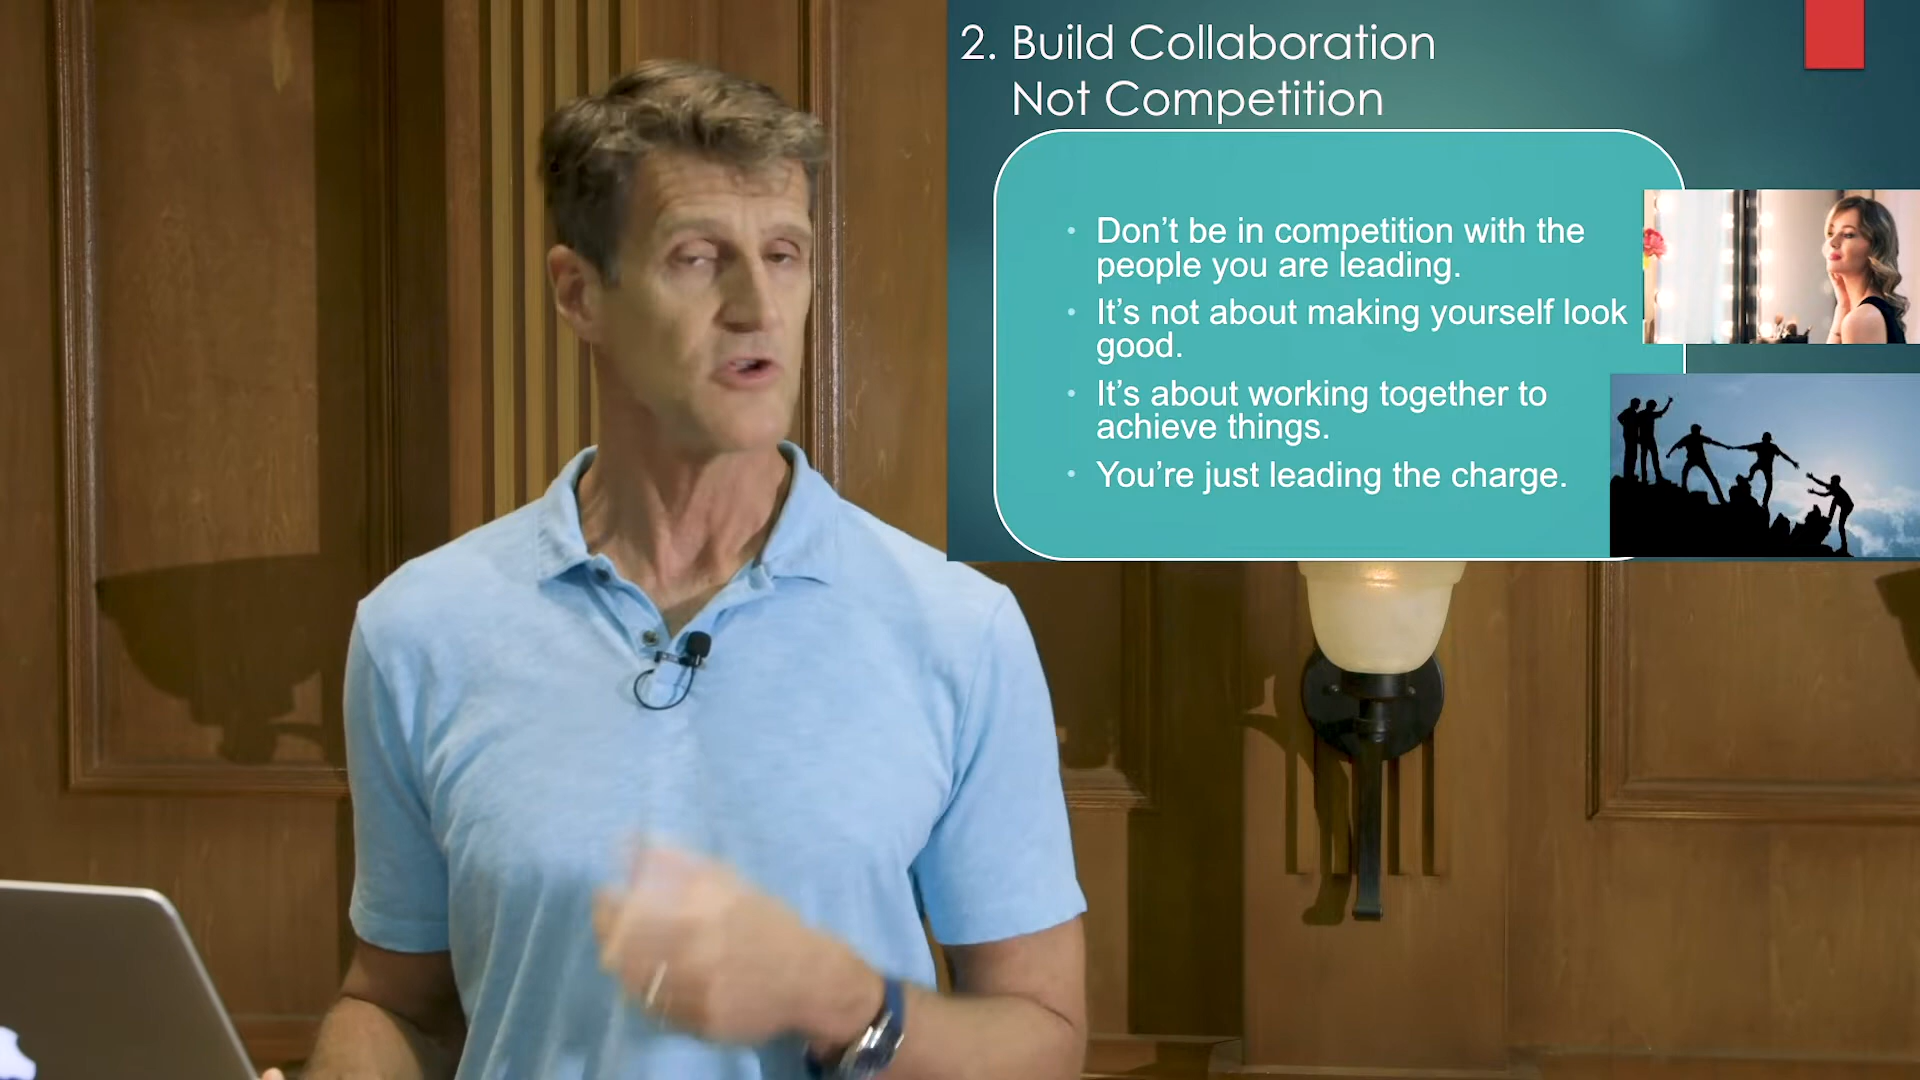 2. Build Collaboration
Not Competition
• Don't be in competition with the
people you are leading.
• It's not about making yourself look
good.
• It's about working together to
achieve things.
• You're just leading the charge.